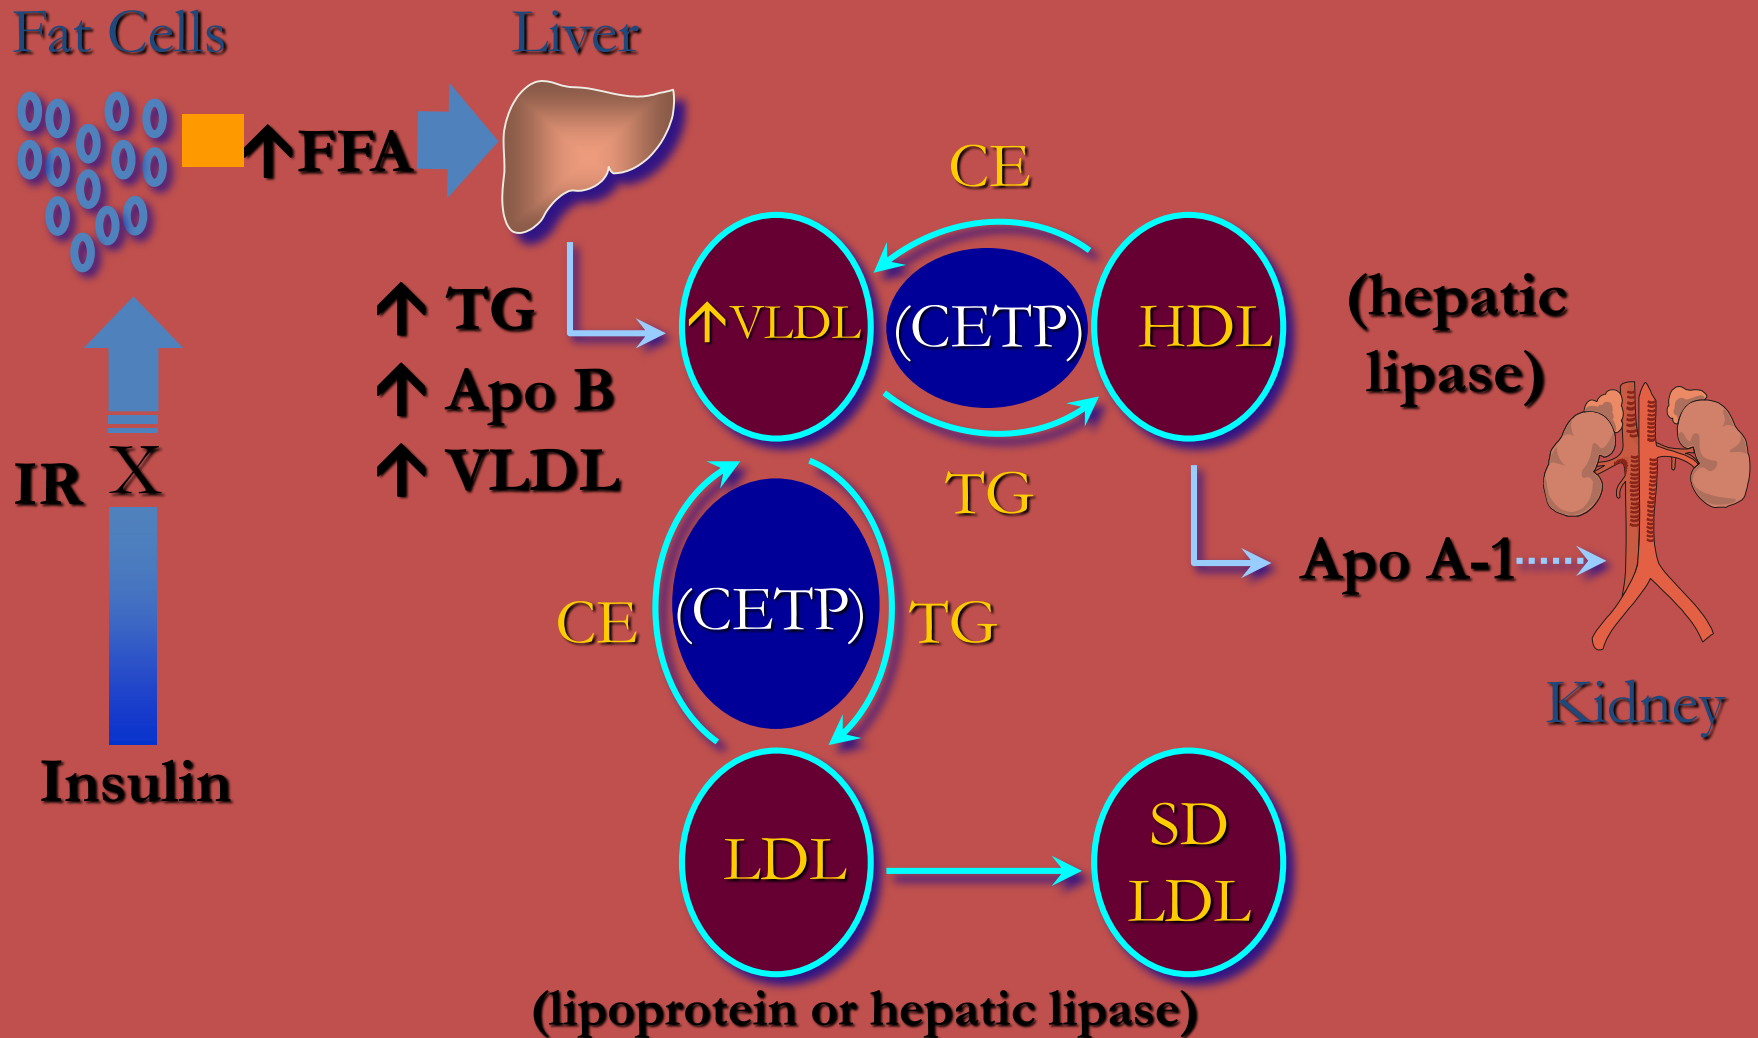 Fat Cells
Liver
↑FFA
CE
↑ TG
↑ Apo B
↑ VLDL
↑VLDL
(CETP)
HDL
(hepatic
lipase)
IR
X
TG
Apo A-1
CE
(CETP)
TG
Kidney
Insulin
LDL
SD
LDL
(lipoprotein or hepatic lipase)